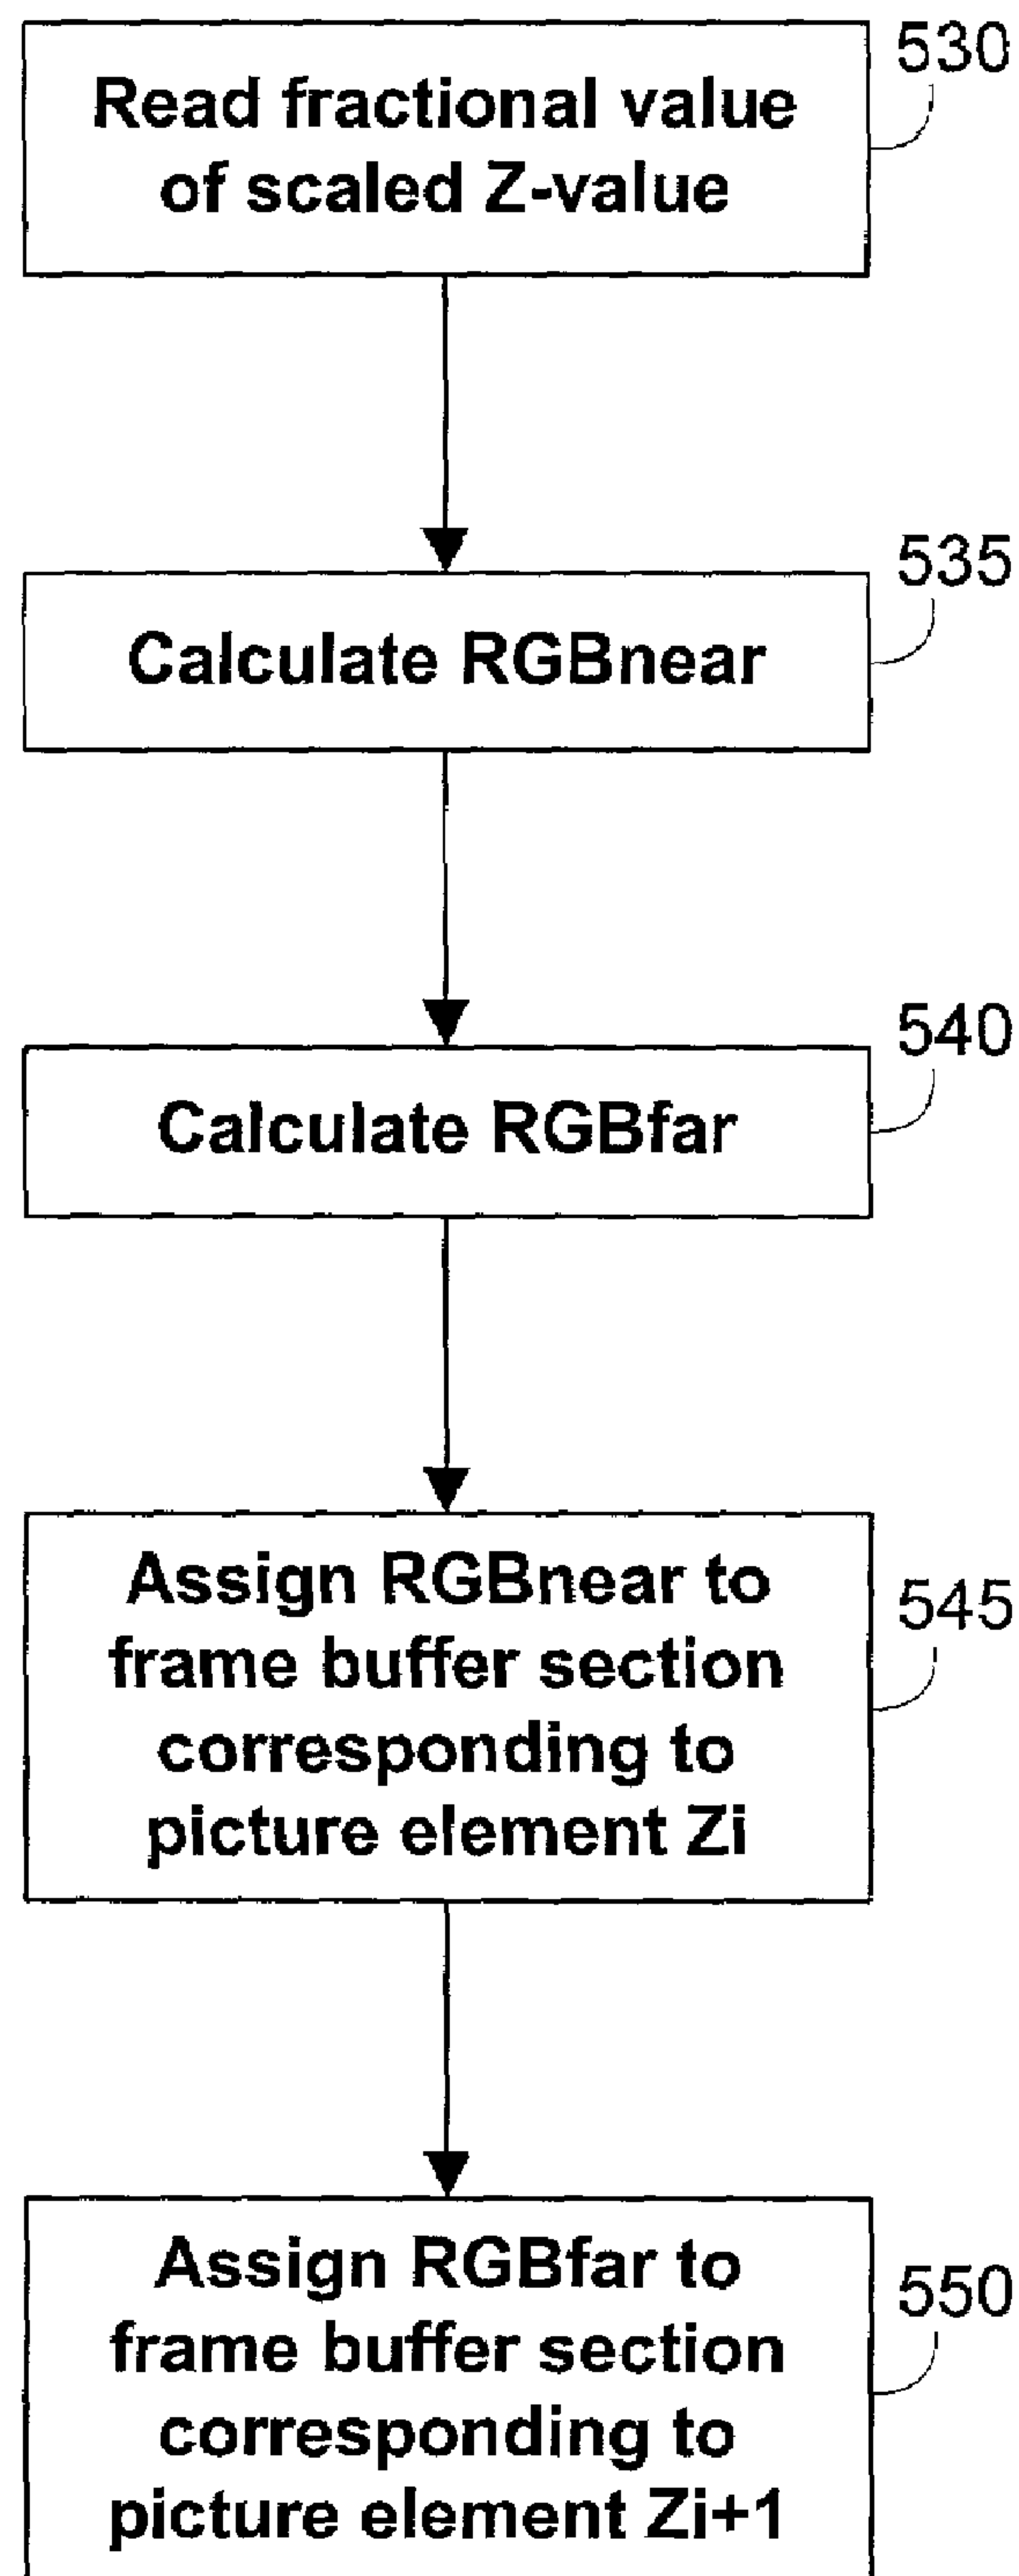 530
Read fractional value
of scaled Z-value
535
Calculate RGBnear
540
Calculate RGBfar
Assign RGBnear to
545
frame buffer section
corresponding to
picture element Zi
Assign RGBfar to
550
frame buffer section
corresponding to
picture element Zi+1